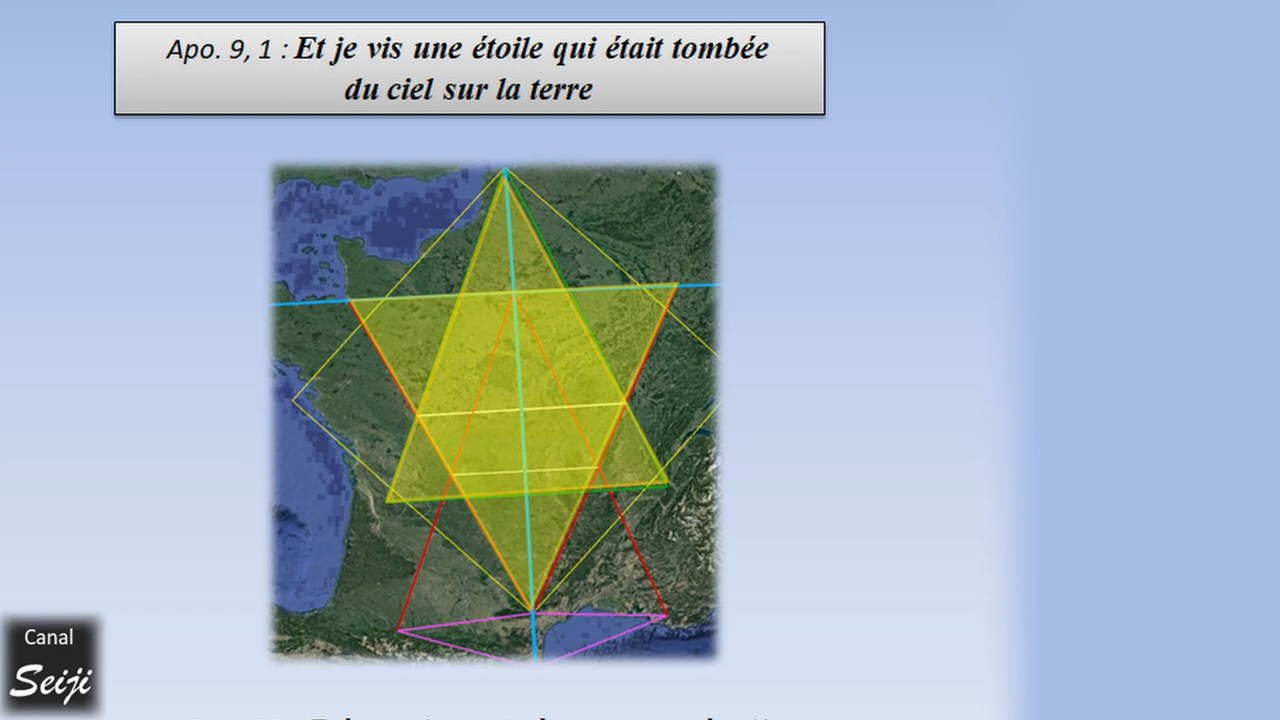 Apo. 9, 1 : Et je vis une étoile qui était tombée
du ciel sur la terre
Canal
Seiji